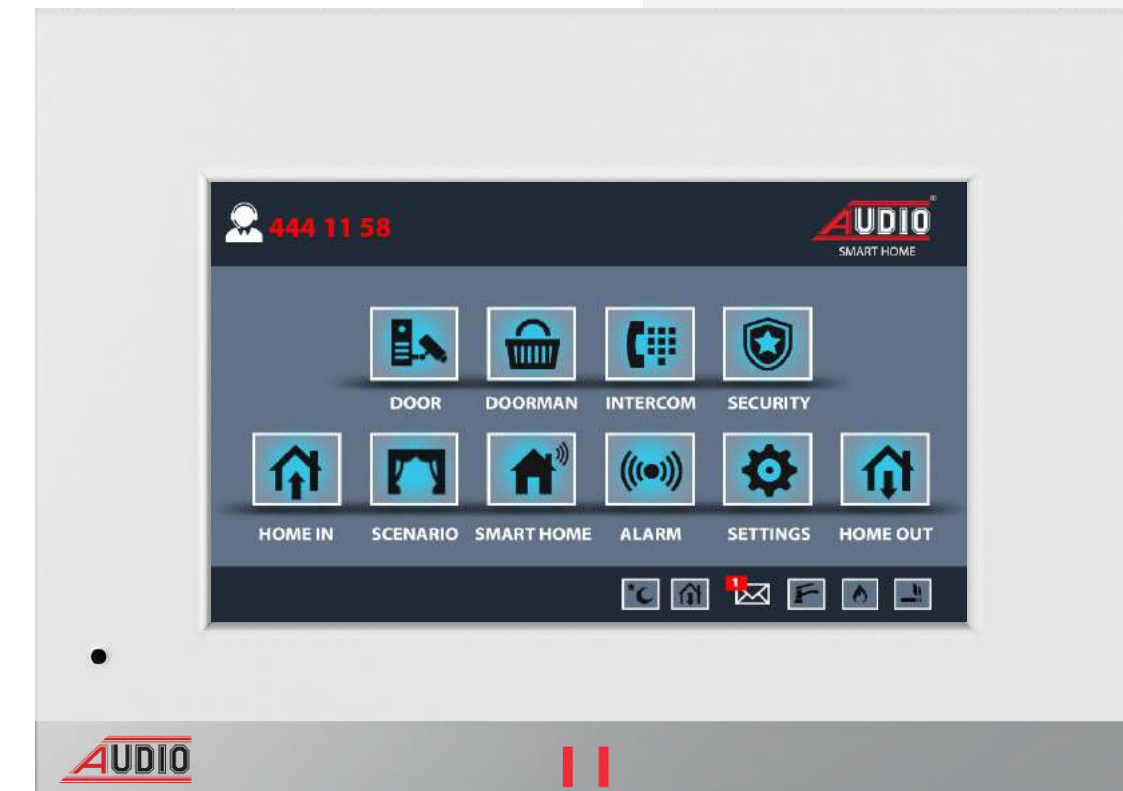 444 11 58
AUDIO®
SMART HOME
DOOR DOORMAN INTERCOM SECURITY
HOME IN SCENARIO SMART HOME ALARM SETTINGS HOME OUT
1
AUDIO